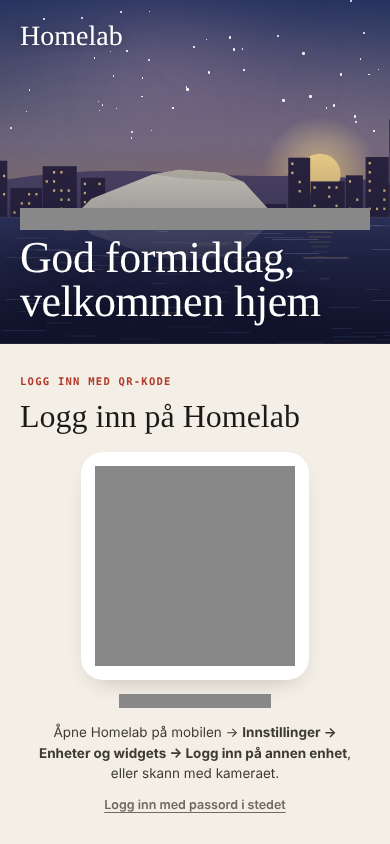 Homelab
God formiddag,
velkommen hjem
LOGG INN MED QR-KODE
Logg inn på Homelab
Åpne Homelab på mobilen → Innstillinger →
Enheter og widgets → Logg inn på annen enhet,
eller skann med kameraet.
Logg inn med passord i stedet